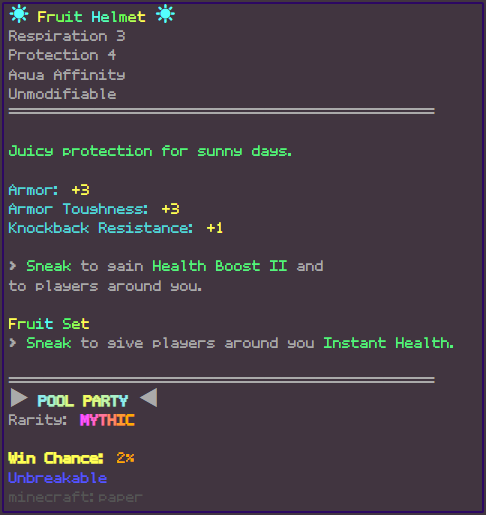 ☀ Fruit Helmet ☀
Respiration 3
Protection 4
Aqua Affinity
Unmodifiable
Juicy protection for sunny days.
Armor: +3
Armor Toughness: +3
Knockback Resistance: +1
> Sneak to gain Health Boost II and
to players around you.
Fruit Set
> Sneak to give players around you Instant Health.
▶ POOL PARTY ◀
Rarity: MYTHIC
Win Chance: 2%
Unbreakable
minecraft:paper